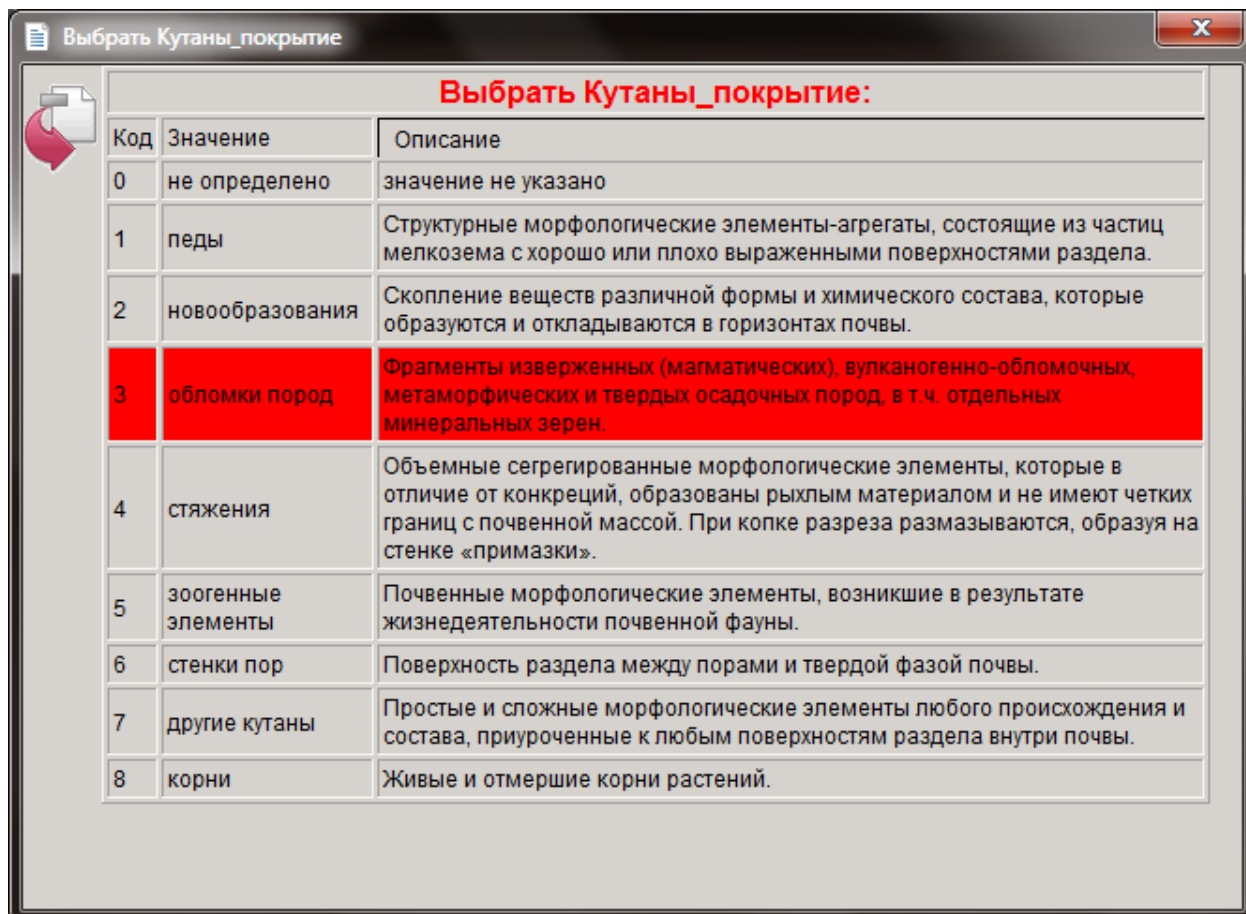 Выбрать Кутаны_покрытие
X
Выбрать Кутаны_покрытие:
Код Значение Описание
0 не определено значение не указано
1 педы Структурные морфологические элементы-агрегаты, состоящие из частиц
мелкозема с хорошо или плохо выраженными поверхностями раздела.
2 новообразования Скопление веществ различной формы и химического состава, которые
образуются и откладываются в горизонтах почвы.
3 обломки пород Фрагменты изверженных (магматических), вулканогенно-обломочных,
метаморфических и твердых осадочных пород, в т.ч. отдельных
минеральных зерен.
4 стяжения Объемные сегрегированные морфологические элементы, которые в
отличие от конкреций, образованы рыхлым материалом и не имеют четких
границ с почвенной массой. При копке разреза размазываются, образуя на
стенке «примазки».
5 зоогенные
элементы Почвенные морфологические элементы, возникшие в результате
жизнедеятельности почвенной фауны.
6 стенки пор Поверхность раздела между порами и твердой фазой почвы.
7 другие кутаны Простые и сложные морфологические элементы любого происхождения и
состава, приуроченные к любым поверхностям раздела внутри почвы.
8 корни Живые и отмершие корни растений.